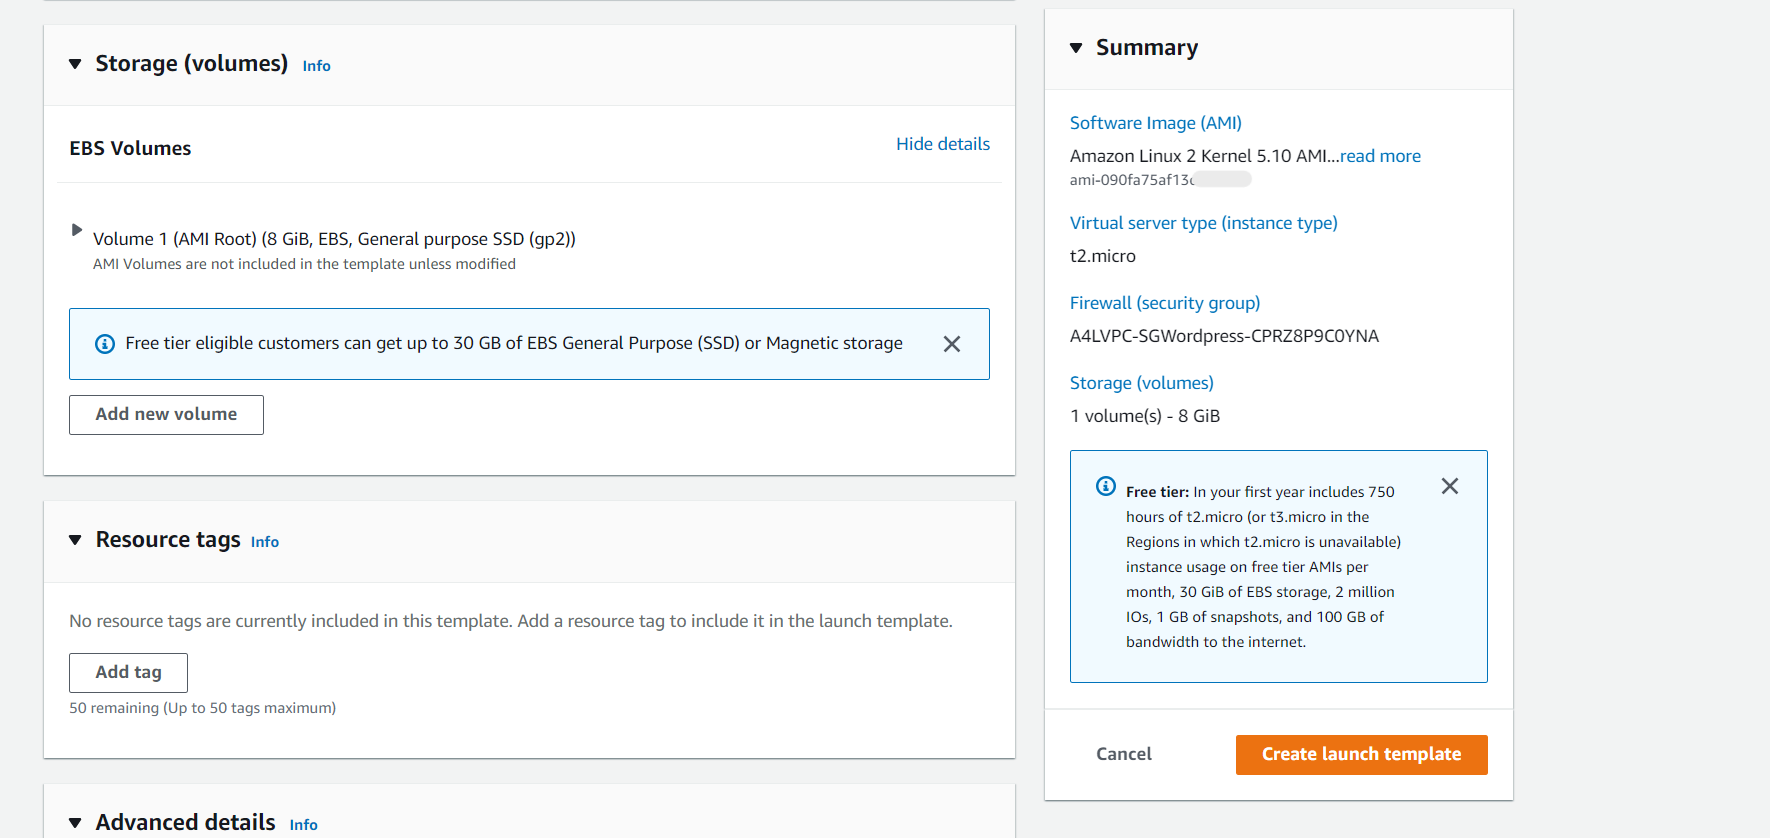 Storage (volumes) Info
EBS Volumes
Hide details
Volume 1 (AMI Root) (8 GiB, EBS, General purpose SSD (gp2))
AMI Volumes are not included in the template unless modified
Free tier eligible customers can get up to 30 GB of EBS General Purpose (SSD) or Magnetic storage
Add new volume
Resource tags Info
No resource tags are currently included in this template. Add a resource tag to include it in the launch template.
Add tag
50 remaining (Up to 50 tags maximum)
Advanced details Info
Summary
Software Image (AMI)
Amazon Linux 2 Kernel 5.10 AMI...read more
ami-090fa75af13
Virtual server type (instance type)
t2.micro
Firewall (security group)
A4LVPC-SGWordpress-CPRZ8P9C0YNA
Storage (volumes)
1 volume(s) - 8 GiB
Free tier: In your first year includes 750
hours of t2.micro (or t3.micro in the
Regions in which t2.micro is unavailable)
instance usage on free tier AMIs per
month, 30 GiB of EBS storage, 2 million
IOs, 1 GB of snapshots, and 100 GB of
bandwidth to the internet.
Cancel
Create launch template